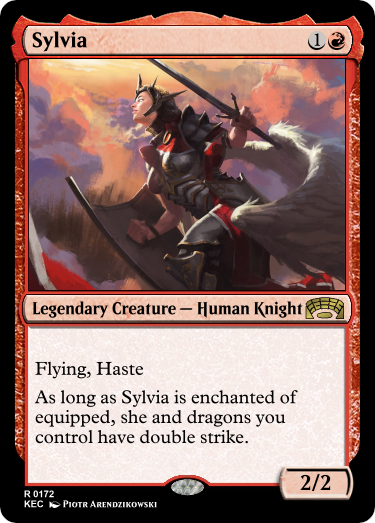 Sylvia
1
Legendary Creature — Human Knight
Flying, Haste
As long as Sylvia is enchanted of
equipped, she and dragons you
control have double strike.
2/2
R 0172
KEC Piotr Arendzikowski